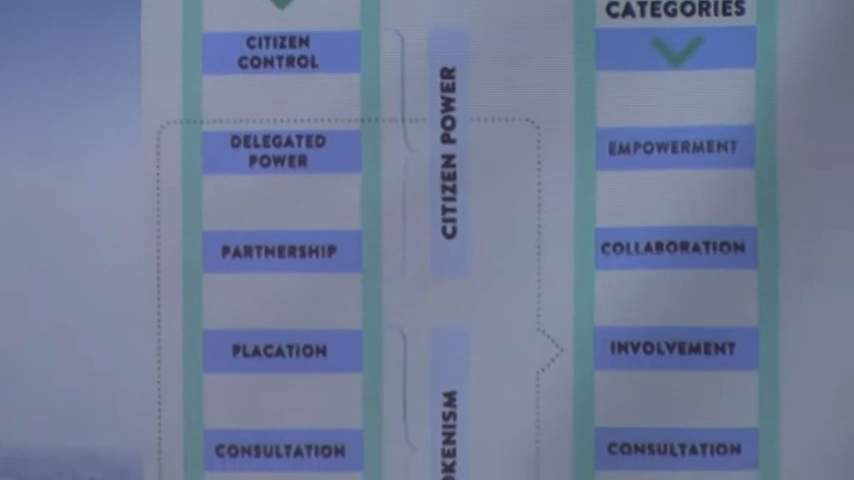 CATEGORIES
CITIZEN
CONTROL
DELEGATED
POWER
PARTNERSHIP
PLACATION
CONSULTATION
CITIZEN POWER
OKENISM
EMPOWERMENT
COLLABORATION
INVOLVEMENT
CONSULTATION